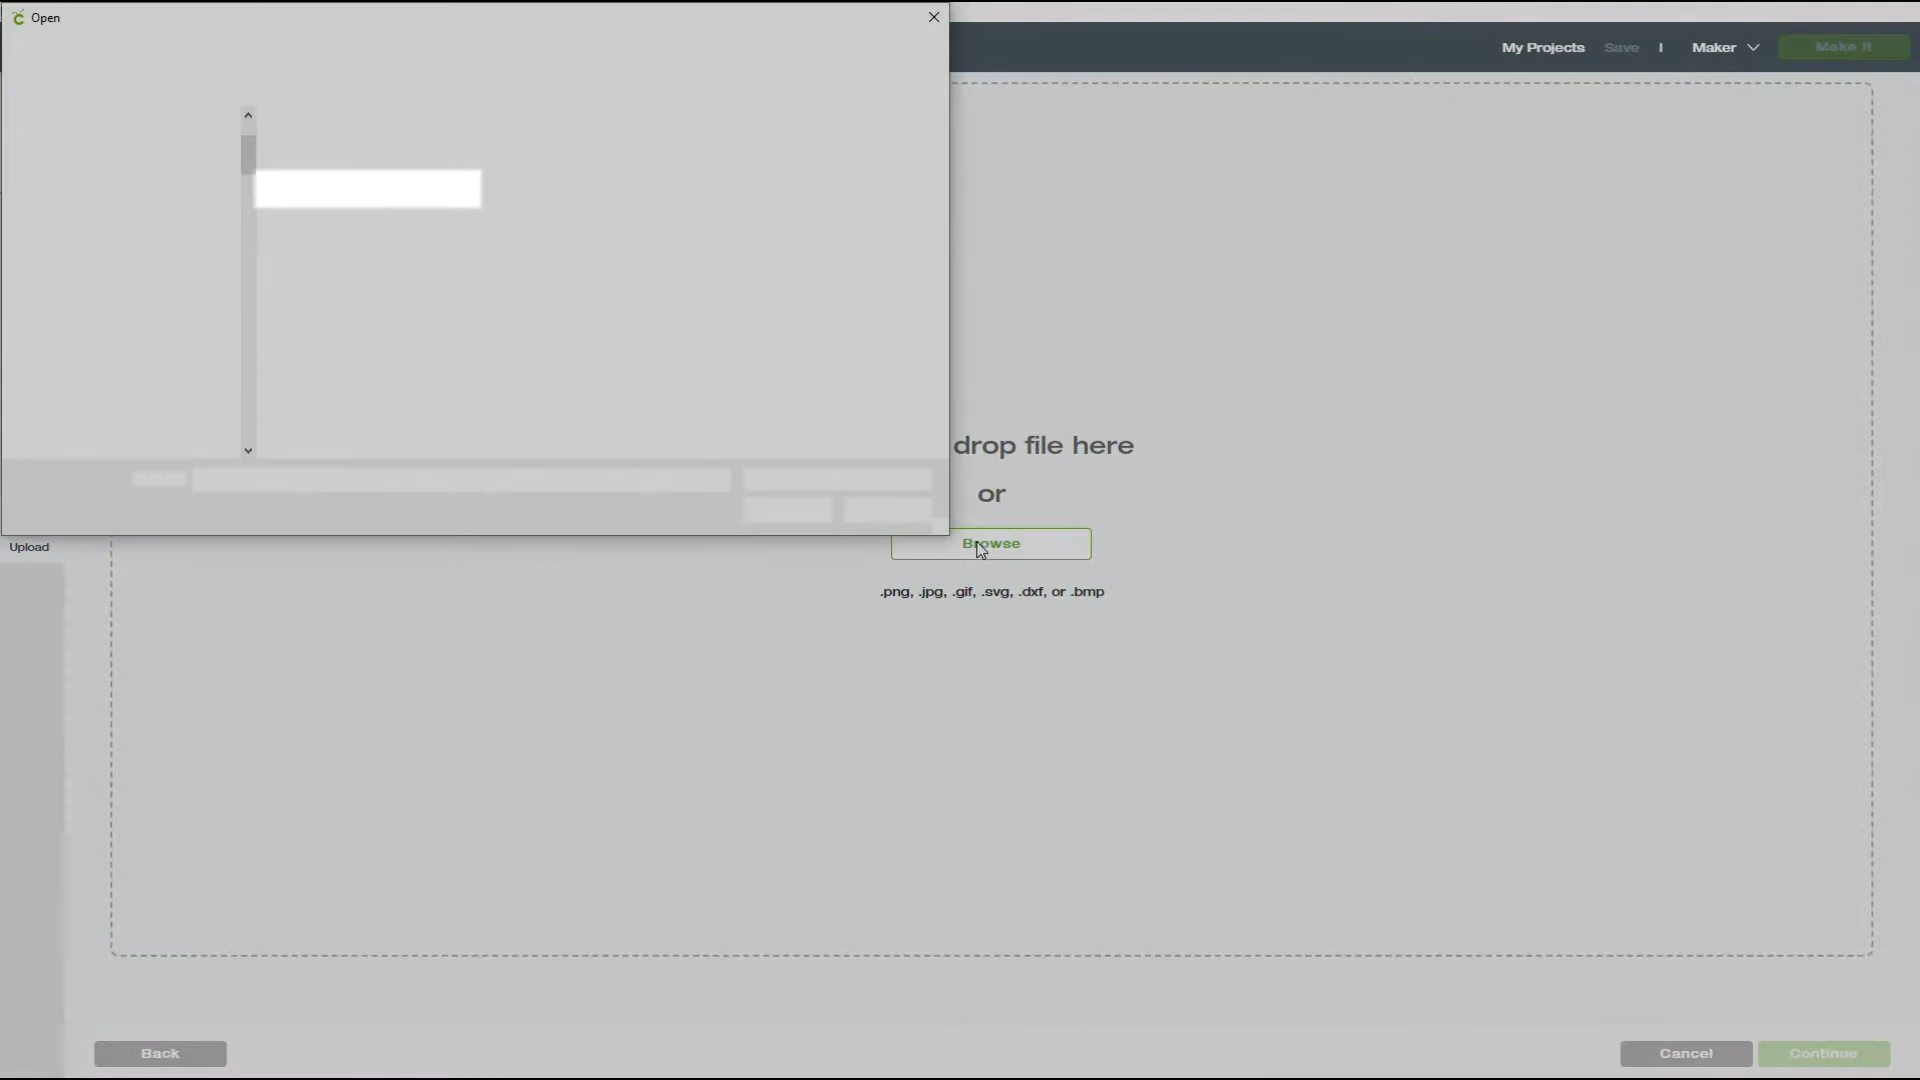 Open
My Projects Save | Maker Make It
drop file here
or
Upload
Browse
.png, .jpg, .gif, .svg, .dxf, or .bmp
Back Cancel Continue